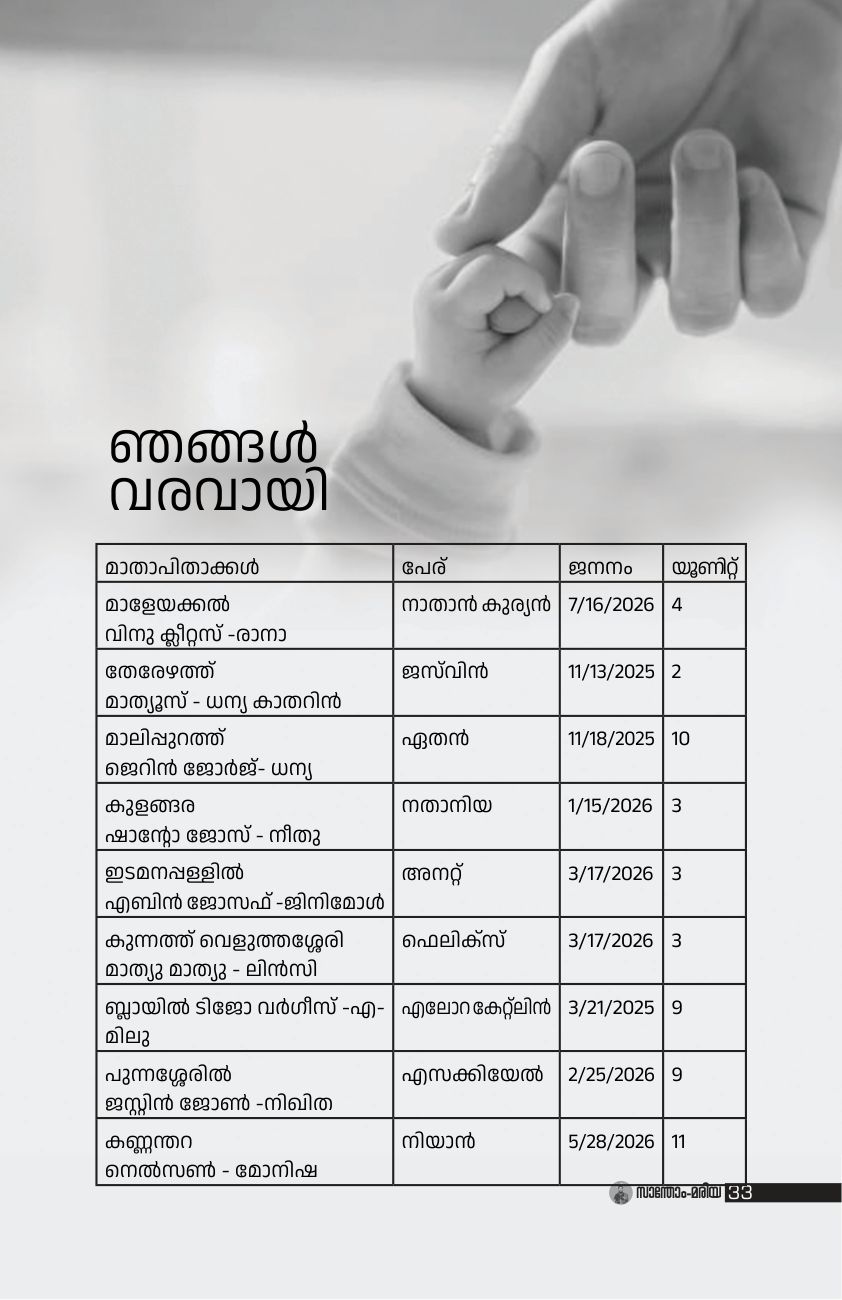 ഞങ്ങൾ
വരവായി
മാതാപിതാക്കൾ പേര് ജനനം യൂണിറ്റ്
മാളേയക്കൽ നാതാൻ കുര്യൻ 7/16/2026 4
വിനു ക്ലീറ്റസ് -രാനാ
തേരേഴത്ത് ജസ്‌വിൻ 11/13/2025 2
മാത്യൂസ് - ധന്യ കാതറിൻ
മാലിപ്പുറത്ത് ഏതൻ 11/18/2025 10
ജെറിൻ ജോർജ്- ധന്യ
കുളങ്ങര നതാനിയ 1/15/2026 3
ഷാന്റോ ജോസ് - നീതു
ഇടമനപ്പള്ളിൽ അനറ്റ് 3/17/2026 3
എബിൻ ജോസഫ് -ജിനിമോൾ
കുന്നത്ത് വെളുത്തശ്ശേരി ഫെലിക്സ് 3/17/2026 3
മാത്യു മാത്യു - ലിൻസി
ബ്ലായിൽ ടിജോ വർഗീസ് -എ- എലോറ കേറ്റ്ലിൻ 3/21/2025 9
മിലു
പുന്നശ്ശേരിൽ എസക്കിയേൽ 2/25/2026 9
ജസ്റ്റിൻ ജോൺ -നിഖിത
കണ്ണന്തറ നിയാൻ 5/28/2026 11
നെൽസൺ - മോനിഷ
സാന്തോം-മരിയ 33